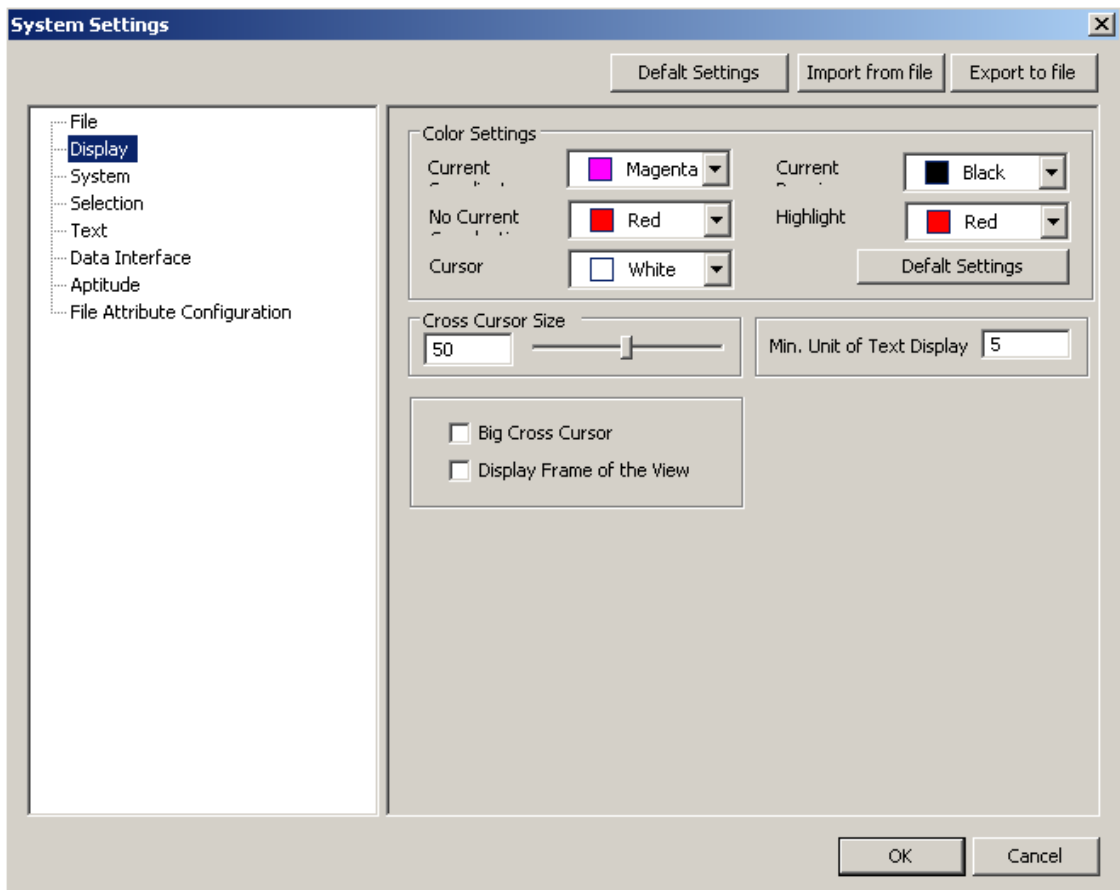 System Settings
Defalt Settings Import from file Export to file
File
Display
System
Selection
Text
Data Interface
Aptitude
File Attribute Configuration
Color Settings
Current Magenta Current Black
No Current Red Highlight Red
Cursor White Defalt Settings
Cross Cursor Size
50 Min. Unit of Text Display 5
Big Cross Cursor
Display Frame of the View
OK Cancel